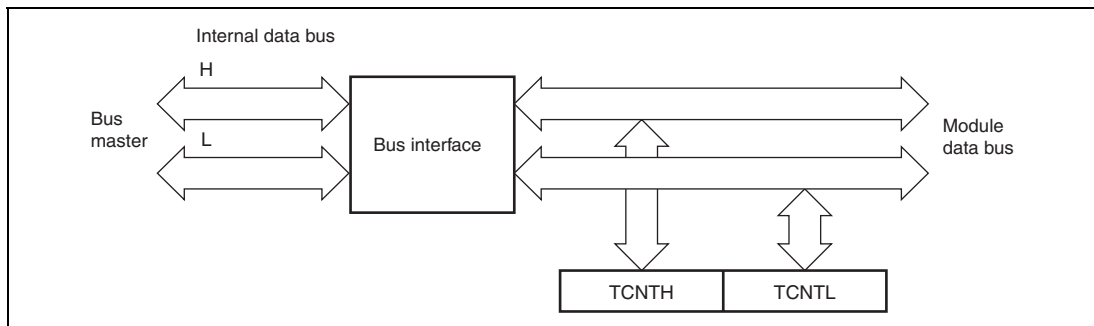 Internal data bus
H
Bus
master
L
Bus interface
Module
data bus
TCNTH
TCNTL